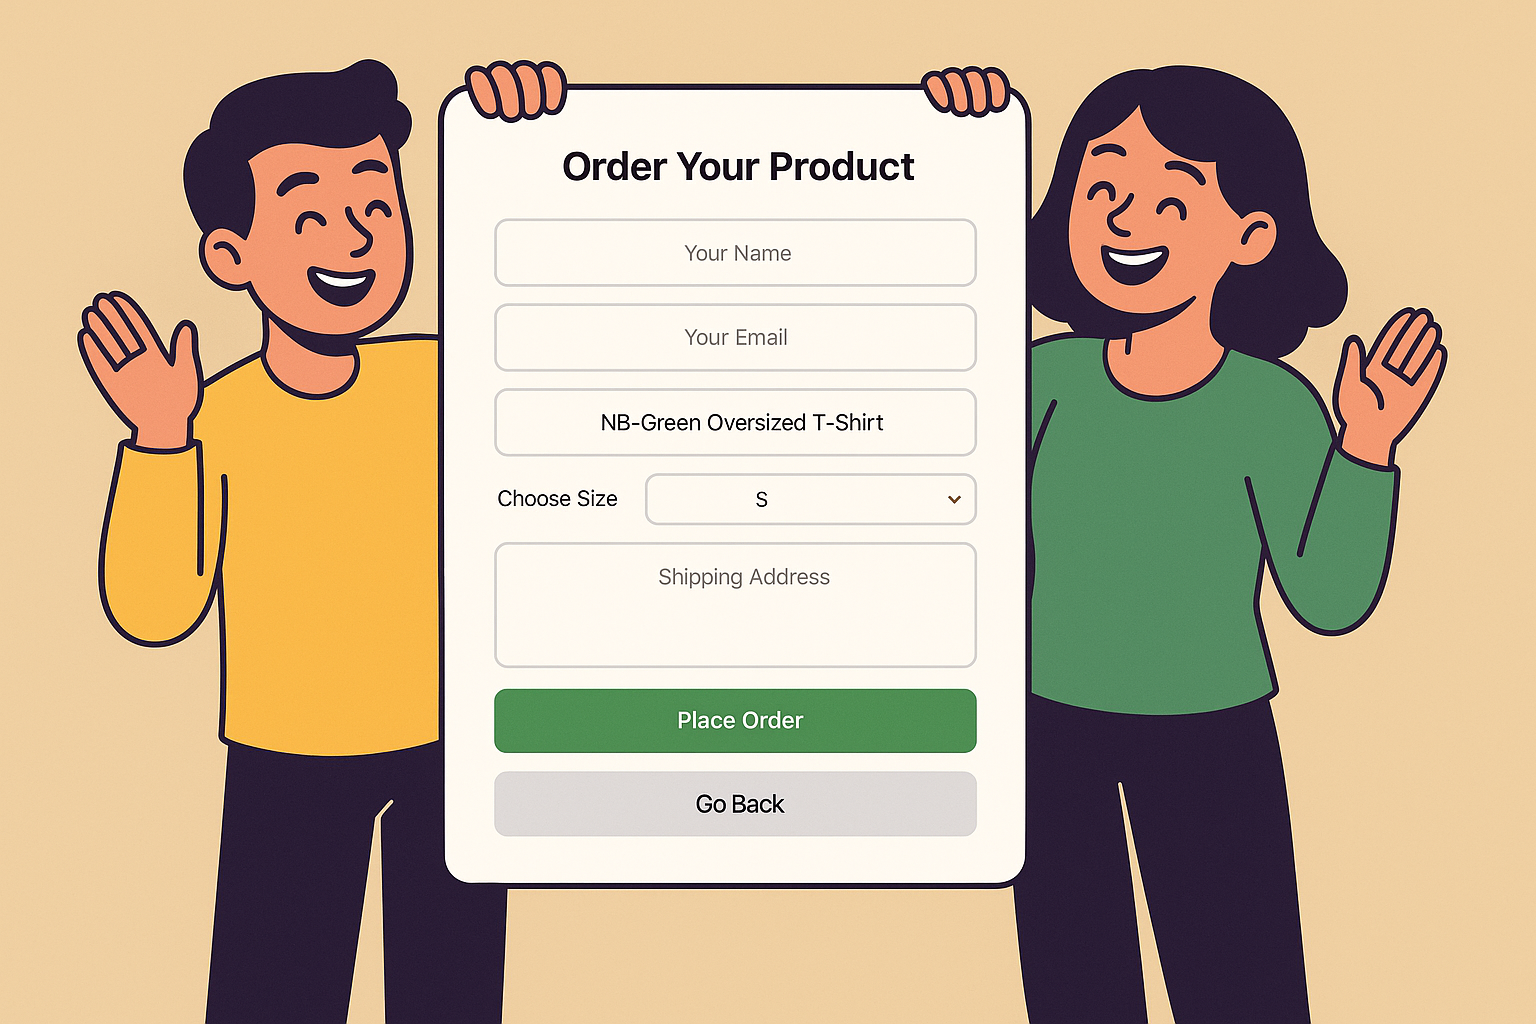 Order Your Product
Your Name
Your Email
NB-Green Oversized T-Shirt
Choose Size
S
Shipping Address
Place Order
Go Back